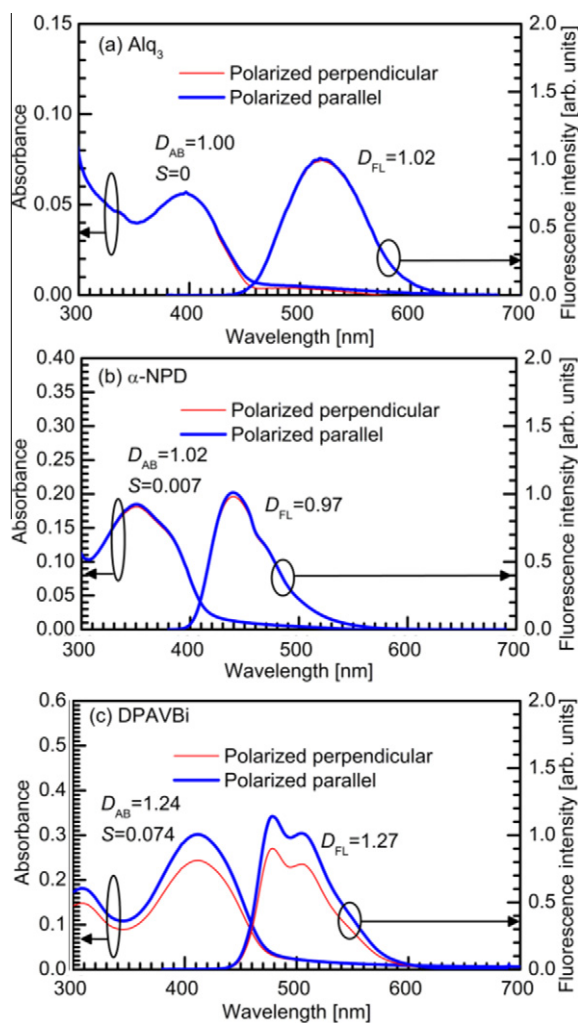 (a) Alq3
Polarized perpendicular
Polarized parallel
DAB=1.00
S=0
DFL=1.02
Absorbance
0.15
0.10
0.05
0.00
Fluorescence intensity [arb. units]
2.0
1.5
1.0
0.5
0.0
300 400 500 600 700
Wavelength [nm]
(b) α-NPD
Polarized perpendicular
Polarized parallel
DAB=1.02
S=0.007
DFL=0.97
Absorbance
0.40
0.35
0.30
0.25
0.20
0.15
0.10
0.05
0.00
Fluorescence intensity [arb. units]
2.0
1.5
1.0
0.5
0.0
300 400 500 600 700
Wavelength [nm]
(c) DPAVBi
Polarized perpendicular
Polarized parallel
DAB=1.24
S=0.074
DFL=1.27
Absorbance
0.6
0.5
0.4
0.3
0.2
0.1
0.0
Fluorescence intensity [arb. units]
2.0
1.5
1.0
0.5
0.0
300 400 500 600 700
Wavelength [nm]